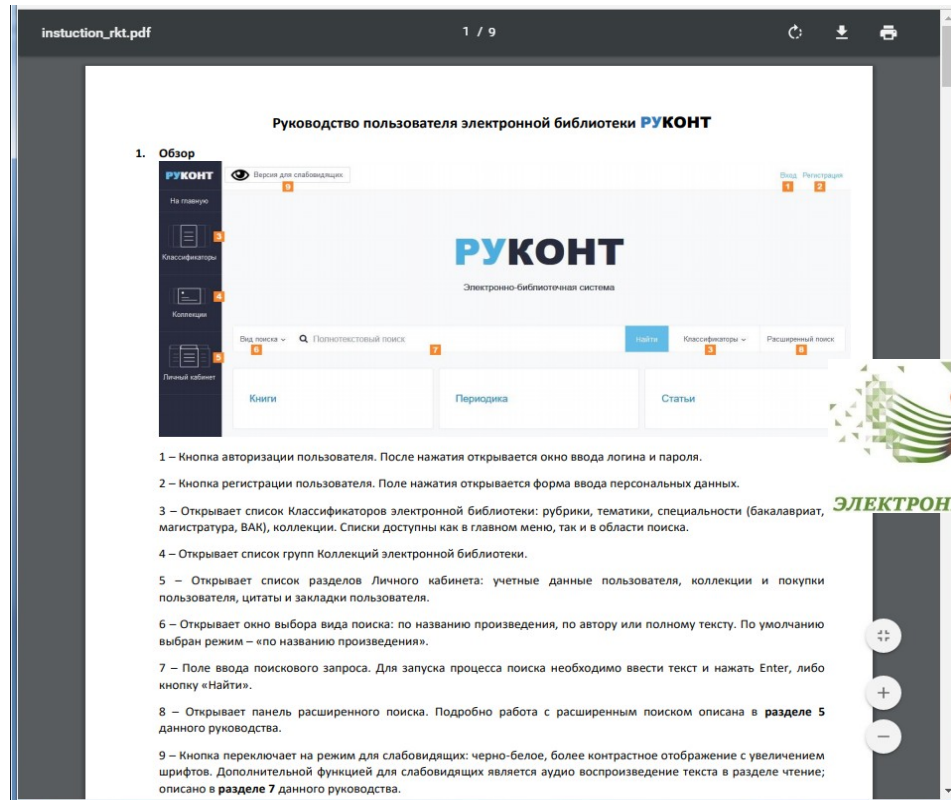 instuction_rkt.pdf
1 / 9
Руководство пользователя электронной библиотеки РУКОНТ
1. Обзор
РУКОНТ
Версия для слабовидящих
9
Вход
Регистрация
1
2
На главную
3
Классификаторы
РУКОНТ
Электронно-библиотечная система
4
Коллекции
Вид поиска
Полнотекстовый поиск
Найти
Классификаторы
Расширенный поиск
6
7
3
8
5
Личный кабинет
Книги
Периодика
Статьи
1 – Кнопка авторизации пользователя. После нажатия открывается окно ввода логина и пароля.
2 – Кнопка регистрации пользователя. Поле нажатия открывается форма ввода персональных данных.
3 – Открывает список Классификаторов электронной библиотеки: рубрики, тематики, специальности (бакалавриат,
магистратура, ВАК), коллекции. Списки доступны как в главном меню, так и в области поиска.
ЭЛЕКТРОН
4 – Открывает список групп Коллекций электронной библиотеки.
5 – Открывает список разделов Личного кабинета: учетные данные пользователя, коллекции и покупки
пользователя, цитаты и закладки пользователя.
6 – Открывает окно выбора вида поиска: по названию произведения, по автору или полному тексту. По умолчанию
выбран режим – «по названию произведения».
7 – Поле ввода поискового запроса. Для запуска процесса поиска необходимо ввести текст и нажать Enter, либо
кнопку «Найти».
8 – Открывает панель расширенного поиска. Подробно работа с расширенным поиском описана в разделе 5
данного руководства.
9 – Кнопка переключает на режим для слабовидящих: черно-белое, более контрастное отображение с увеличением
шрифтов. Дополнительной функцией для слабовидящих является аудио воспроизведение текста в разделе чтение;
описано в разделе 7 данного руководства.